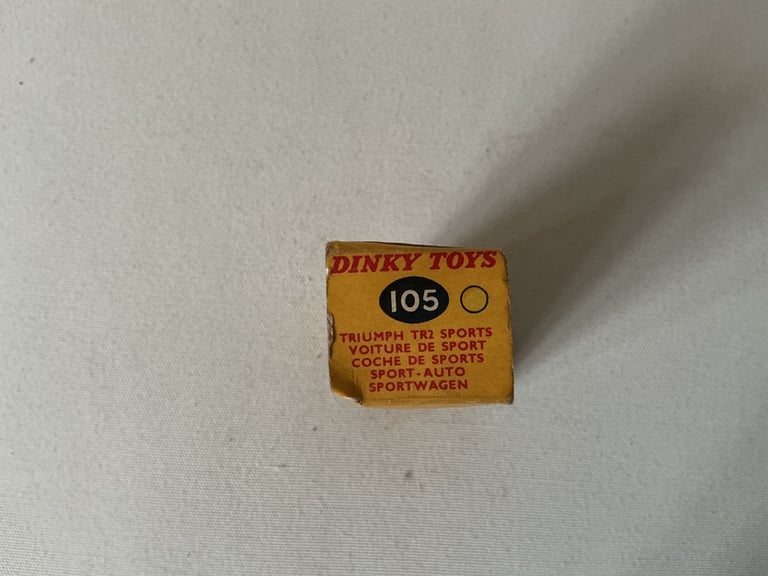 DINKY TOYS
105
TRIUMPH TR2 SPORTS
VOITURE DE SPORT
COCHE DE SPORTS
SPORT-AUTO
SPORTWAGEN